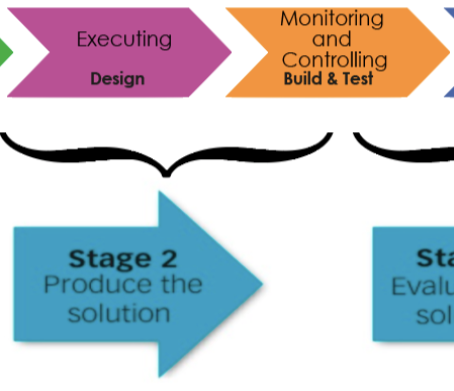 Executing
Design
Monitoring
and
Controlling
Build & Test
Stage 2
Produce the
solution